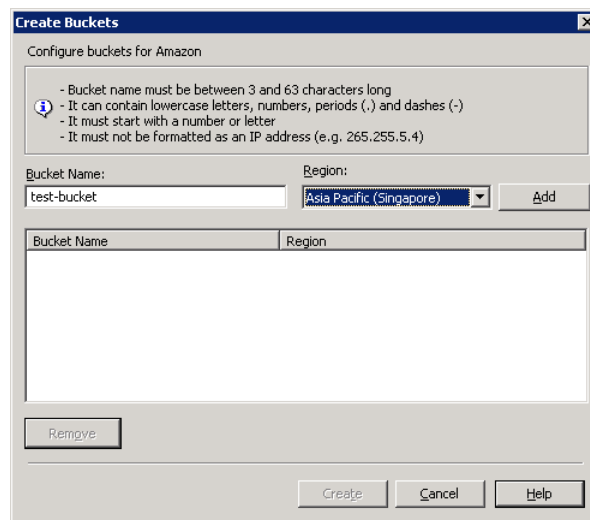 Create Buckets
Configure buckets for Amazon
- Bucket name must be between 3 and 63 characters long
- It can contain lowercase letters, numbers, periods (.) and dashes (-)
- It must start with a number or letter
- It must not be formatted as an IP address (e.g. 265.255.5.4)
Bucket Name:
Region:
test-bucket
Asia Pacific (Singapore)
Add
Bucket Name
Region
Remove
Create
Cancel
Help